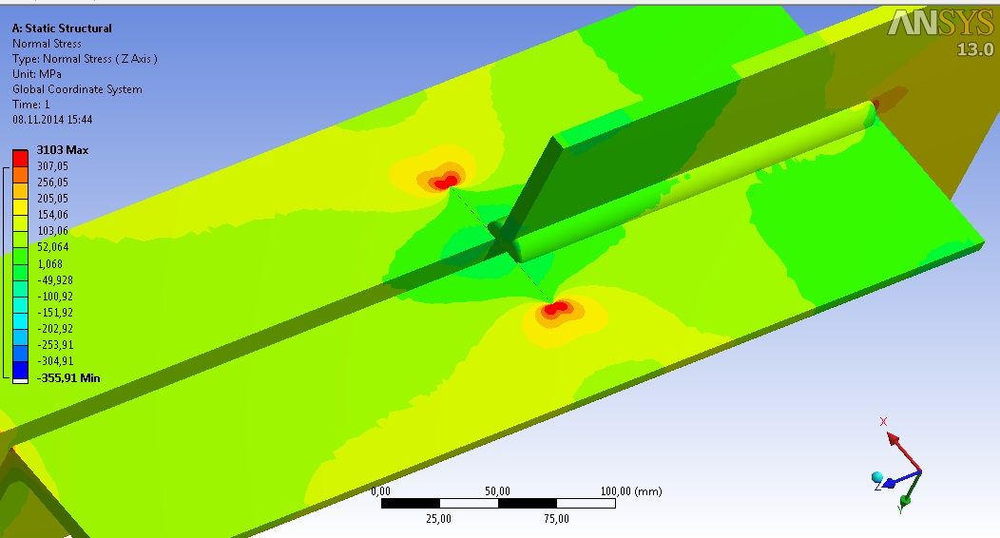 A: Static Structural
Normal Stress
Type: Normal Stress ( Z Axis )
Unit: MPa
Global Coordinate System
Time: 1
08.11.2014 15:44
ANSYS
13.0
3103 Max
307,05
256,05
205,05
154,06
103,06
52,064
1,068
-49,928
-100,92
-151,92
-202,92
-253,91
-304,91
-355,91 Min
0,00 50,00 100,00 (mm)
25,00 75,00
X
Z
Y